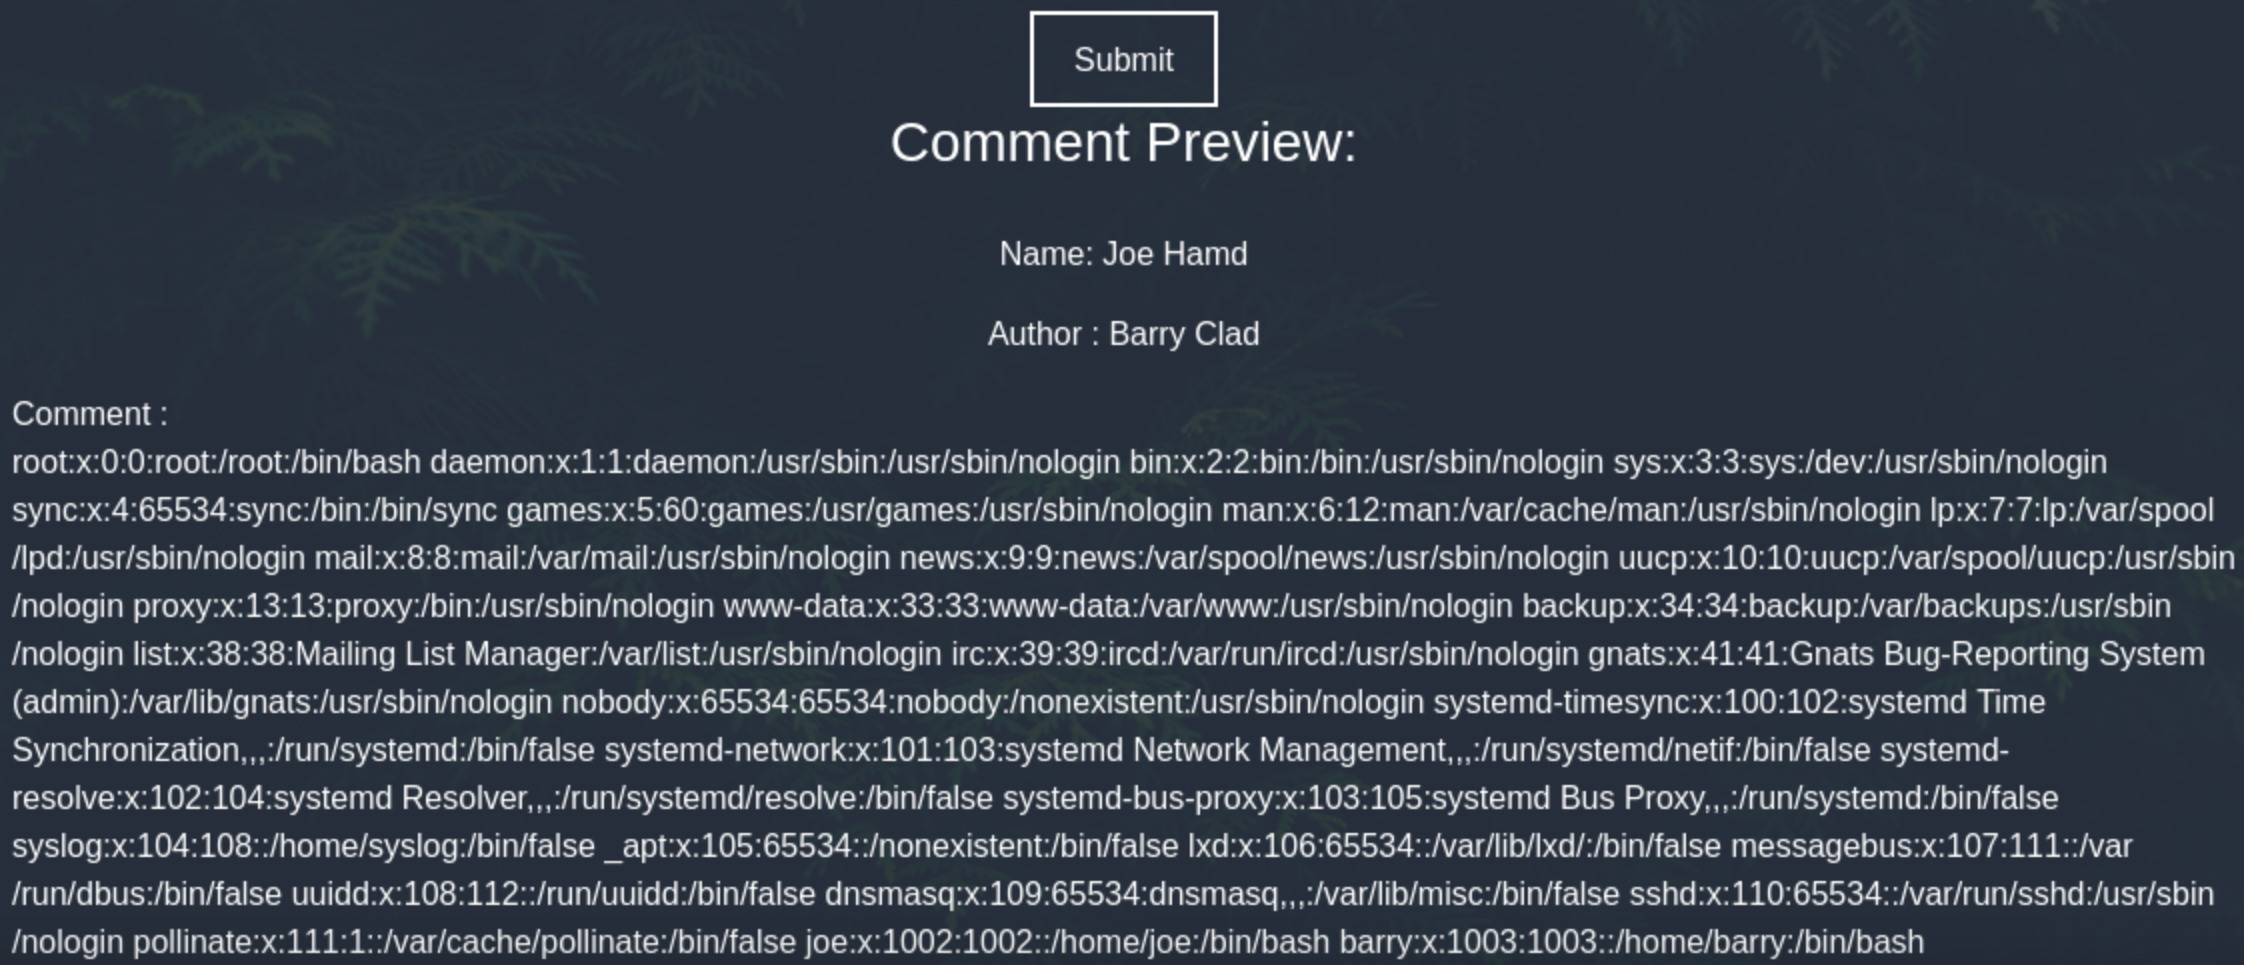 Submit
Comment Preview:
Name: Joe Hamd
Author : Barry Clad
Comment :
root:x:0:0:root:/root:/bin/bash daemon:x:1:1:daemon:/usr/sbin:/usr/sbin/nologin bin:x:2:2:bin:/bin:/usr/sbin/nologin sys:x:3:3:sys:/dev:/usr/sbin/nologin
sync:x:4:65534:sync:/bin:/bin/sync games:x:5:60:games:/usr/games:/usr/sbin/nologin man:x:6:12:man:/var/cache/man:/usr/sbin/nologin lp:x:7:7:lp:/var/spool
/lpd:/usr/sbin/nologin mail:x:8:8:mail:/var/mail:/usr/sbin/nologin news:x:9:9:news:/var/spool/news:/usr/sbin/nologin uucp:x:10:10:uucp:/var/spool/uucp:/usr/sbin
/nologin proxy:x:13:13:proxy:/bin:/usr/sbin/nologin www-data:x:33:33:www-data:/var/www:/usr/sbin/nologin backup:x:34:34:backup:/var/backups:/usr/sbin
/nologin list:x:38:38:Mailing List Manager:/var/list:/usr/sbin/nologin irc:x:39:39:ircd:/var/run/ircd:/usr/sbin/nologin gnats:x:41:41:Gnats Bug-Reporting System
(admin):/var/lib/gnats:/usr/sbin/nologin nobody:x:65534:65534:nobody:/nonexistent:/usr/sbin/nologin systemd-timesync:x:100:102:systemd Time
Synchronization,,,:/run/systemd:/bin/false systemd-network:x:101:103:systemd Network Management,,,:/run/systemd/netif:/bin/false systemd-
resolve:x:102:104:systemd Resolver,,,:/run/systemd/resolve:/bin/false systemd-bus-proxy:x:103:105:systemd Bus Proxy,,,:/run/systemd:/bin/false
syslog:x:104:108::/home/syslog:/bin/false _apt:x:105:65534::/nonexistent:/bin/false lxd:x:106:65534::/var/lib/lxd/:/bin/false messagebus:x:107:111::/var
/run/dbus:/bin/false uuidd:x:108:112::/run/uuidd:/bin/false dnsmasq:x:109:65534:dnsmasq,,,:/var/lib/misc:/bin/false sshd:x:110:65534::/var/run/sshd:/usr/sbin
/nologin pollinate:x:111:1::/var/cache/pollinate:/bin/false joe:x:1002:1002::/home/joe:/bin/bash barry:x:1003:1003::/home/barry:/bin/bash